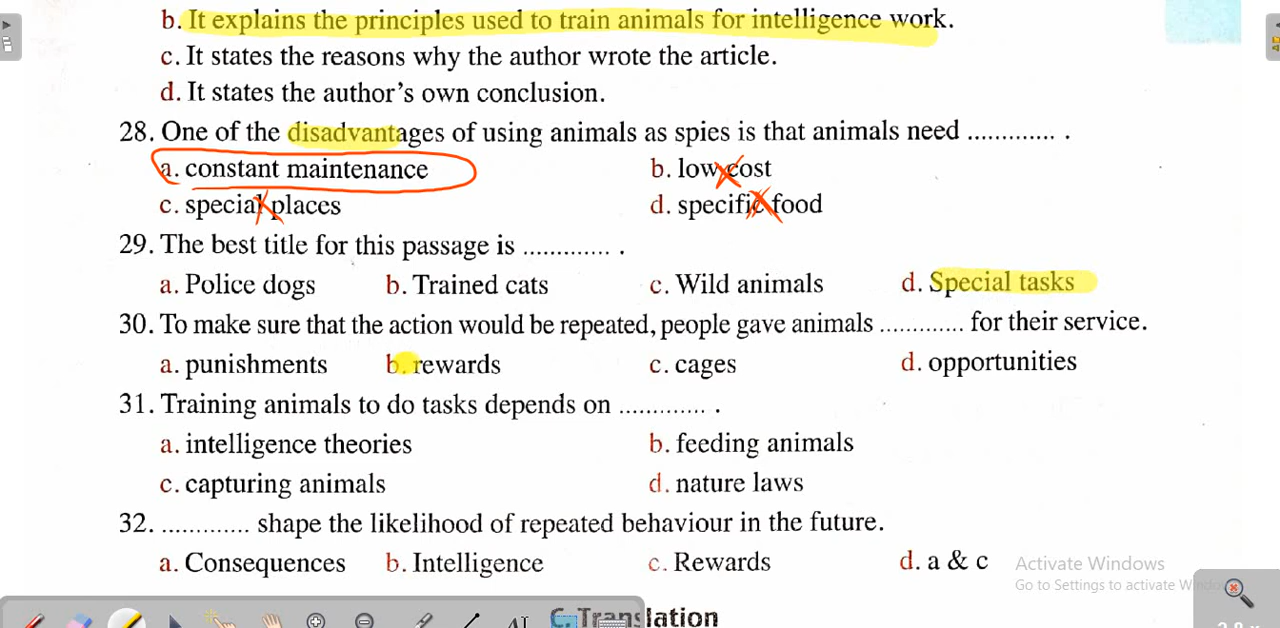 b. It explains the principles used to train animals for intelligence work.
c. It states the reasons why the author wrote the article.
d. It states the author's own conclusion.
28. One of the disadvantages of using animals as spies is that animals need ............. .
a. constant maintenance b. low cost
c. special places d. specific food
29. The best title for this passage is ............. .
a. Police dogs b. Trained cats c. Wild animals d. Special tasks
30. To make sure that the action would be repeated, people gave animals ............. for their service.
a. punishments b. rewards c. cages d. opportunities
31. Training animals to do tasks depends on ............. .
a. intelligence theories b. feeding animals
c. capturing animals d. nature laws
32. ............. shape the likelihood of repeated behaviour in the future.
a. Consequences b. Intelligence c. Rewards d. a & c
Activate Windows
Go to Settings to activate
C. Translation